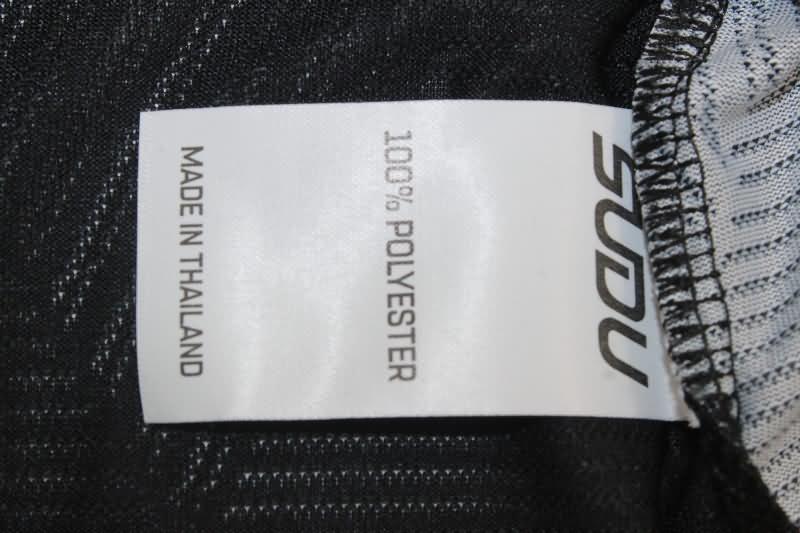 SUDU
100% POLYESTER
MADE IN THAILAND